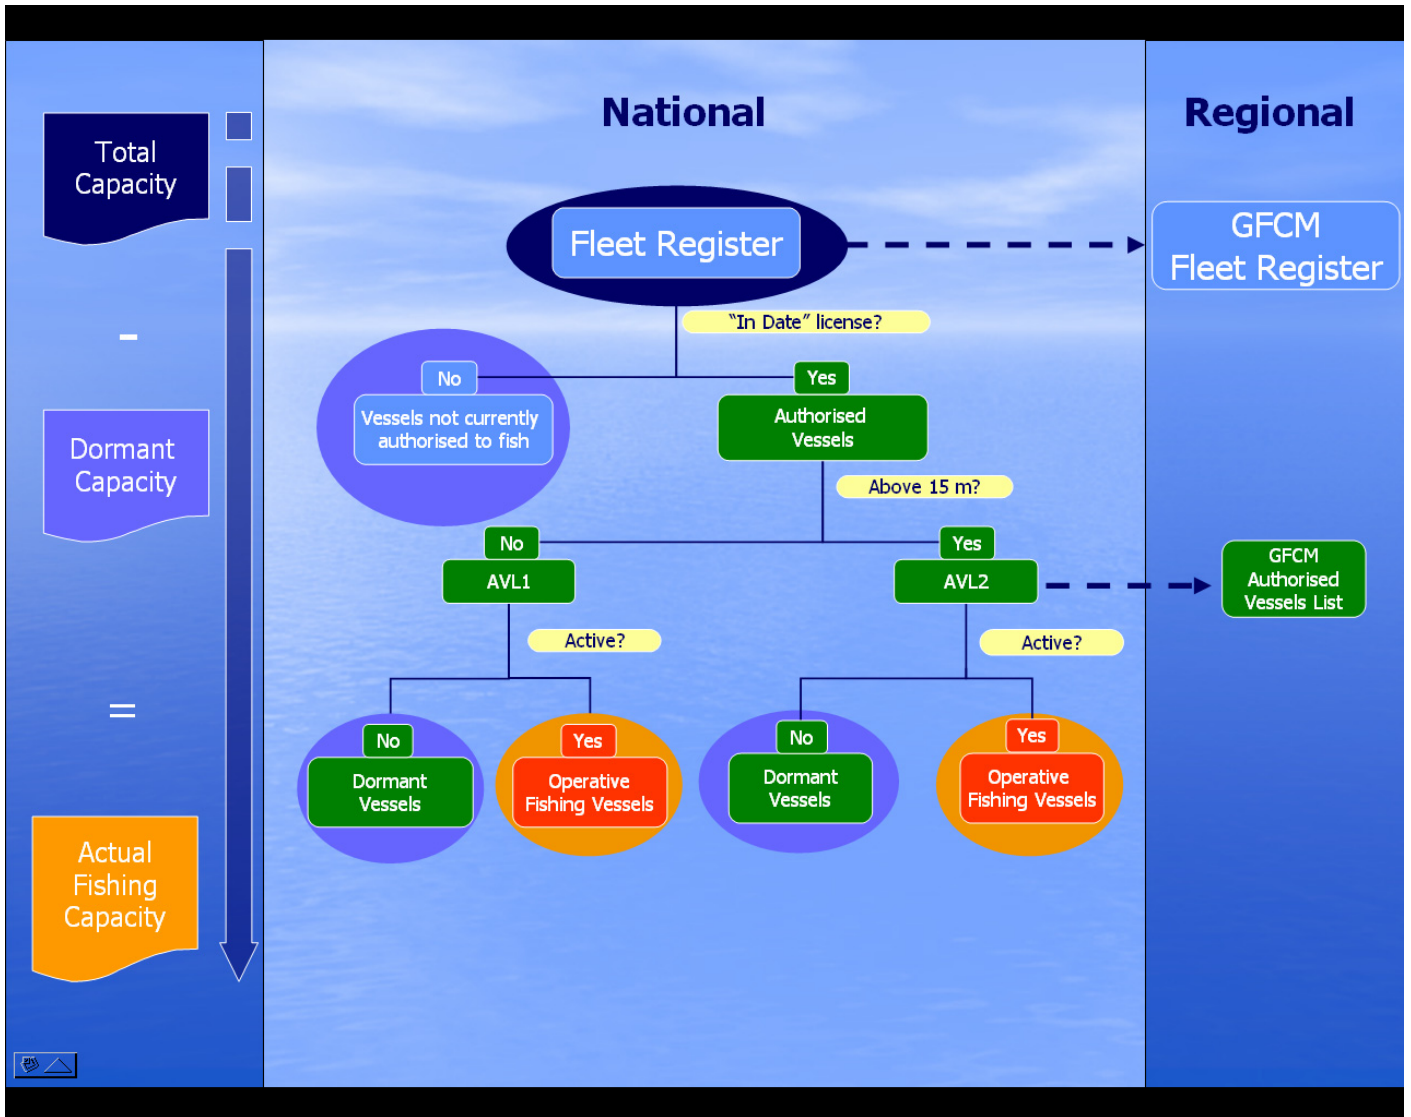 National
Regional
Total
Capacity
-
Dormant
Capacity
=
Actual
Fishing
Capacity
Fleet Register
GFCM
Fleet Register
“In Date” license?
No
Vessels not currently
authorised to fish
Yes
Authorised
Vessels
Above 15 m?
No
AVL1
Yes
AVL2
GFCM
Authorised
Vessels List
Active?
Active?
No
Dormant
Vessels
Yes
Operative
Fishing Vessels
No
Dormant
Vessels
Yes
Operative
Fishing Vessels